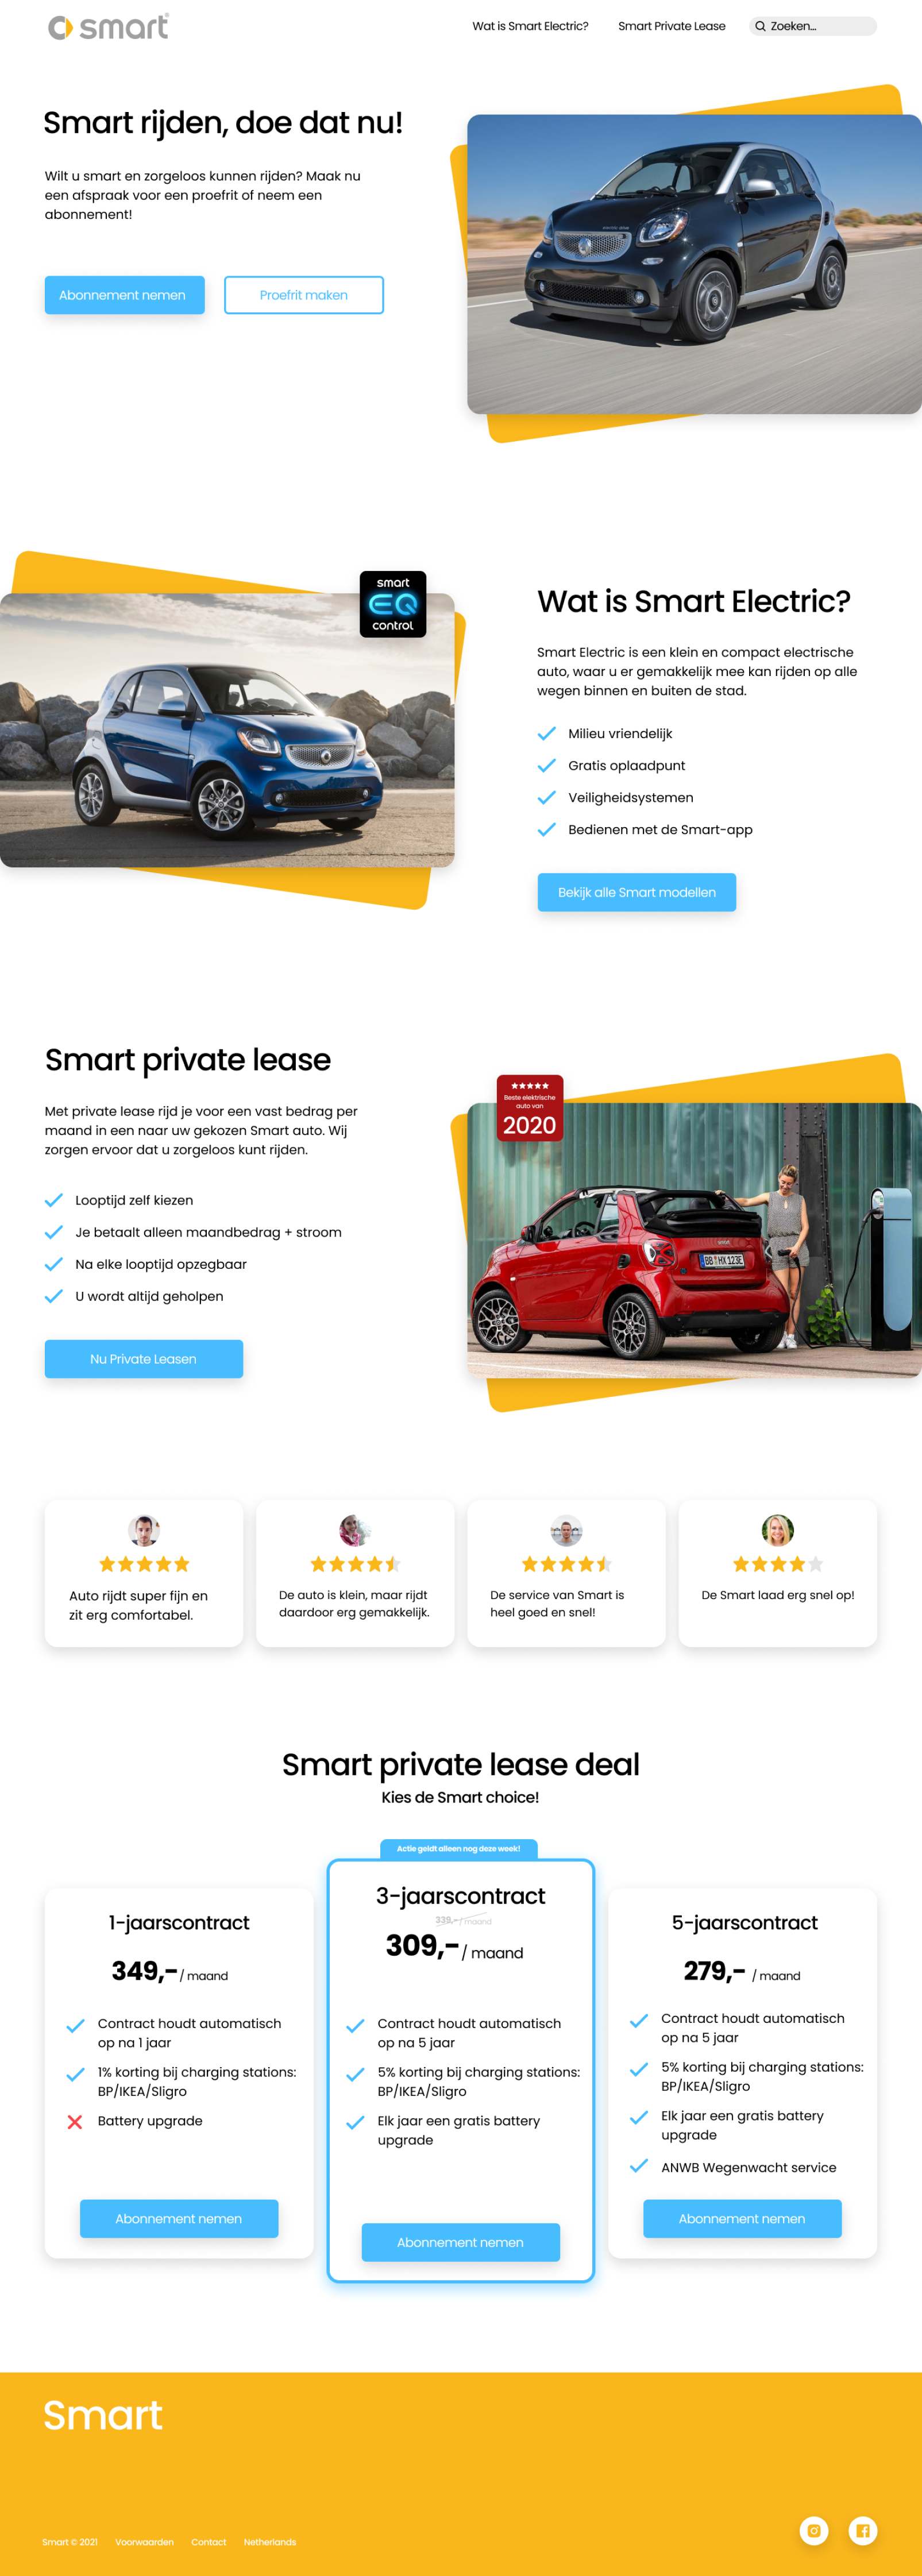 smart
Wat is Smart Electric?
Smart Private Lease
Zoeken...
Smart rijden, doe dat nu!
Wilt u smart en zorgeloos kunnen rijden? Maak nu
een afspraak voor een proefrit of neem een
abonnement!
Abonnement nemen
Proefrit maken
smart
EQ
control
Wat is Smart Electric?
Smart Electric is een klein en compact electrische
auto, waar u er gemakkelijk mee kan rijden op alle
wegen binnen en buiten de stad.
Milieu vriendelijk
Gratis oplaadpunt
Veiligheidsystemen
Bedienen met de Smart-app
Bekijk alle Smart modellen
Smart private lease
Met private lease rijd je voor een vast bedrag per
maand in een naar uw gekozen Smart auto. Wij
zorgen ervoor dat u zorgeloos kunt rijden.
Looptijd zelf kiezen
Je betaalt alleen maandbedrag + stroom
Na elke looptijd opzegbaar
U wordt altijd geholpen
Nu Private Leasen
Beste elektrische
auto van
2020
smart
BB HX 123E
Auto rijdt super fijn en
zit erg comfortabel.
De auto is klein, maar rijdt
daardoor erg gemakkelijk.
De service van Smart is
heel goed en snel!
De Smart laad erg snel op!
Smart private lease deal
Kies de Smart choice!
1-jaarscontract
349,- / maand
Contract houdt automatisch
op na 1 jaar
1% korting bij charging stations:
BP/IKEA/Sligro
Battery upgrade
Abonnement nemen
Actie geldt alleen nog deze week!
3-jaarscontract
339,- / maand
309,- / maand
Contract houdt automatisch
op na 5 jaar
5% korting bij charging stations:
BP/IKEA/Sligro
Elk jaar een gratis battery
upgrade
Abonnement nemen
5-jaarscontract
279,- / maand
Contract houdt automatisch
op na 5 jaar
5% korting bij charging stations:
BP/IKEA/Sligro
Elk jaar een gratis battery
upgrade
ANWB Wegenwacht service
Abonnement nemen
Smart
Smart © 2021
Voorwaarden
Contact
Netherlands